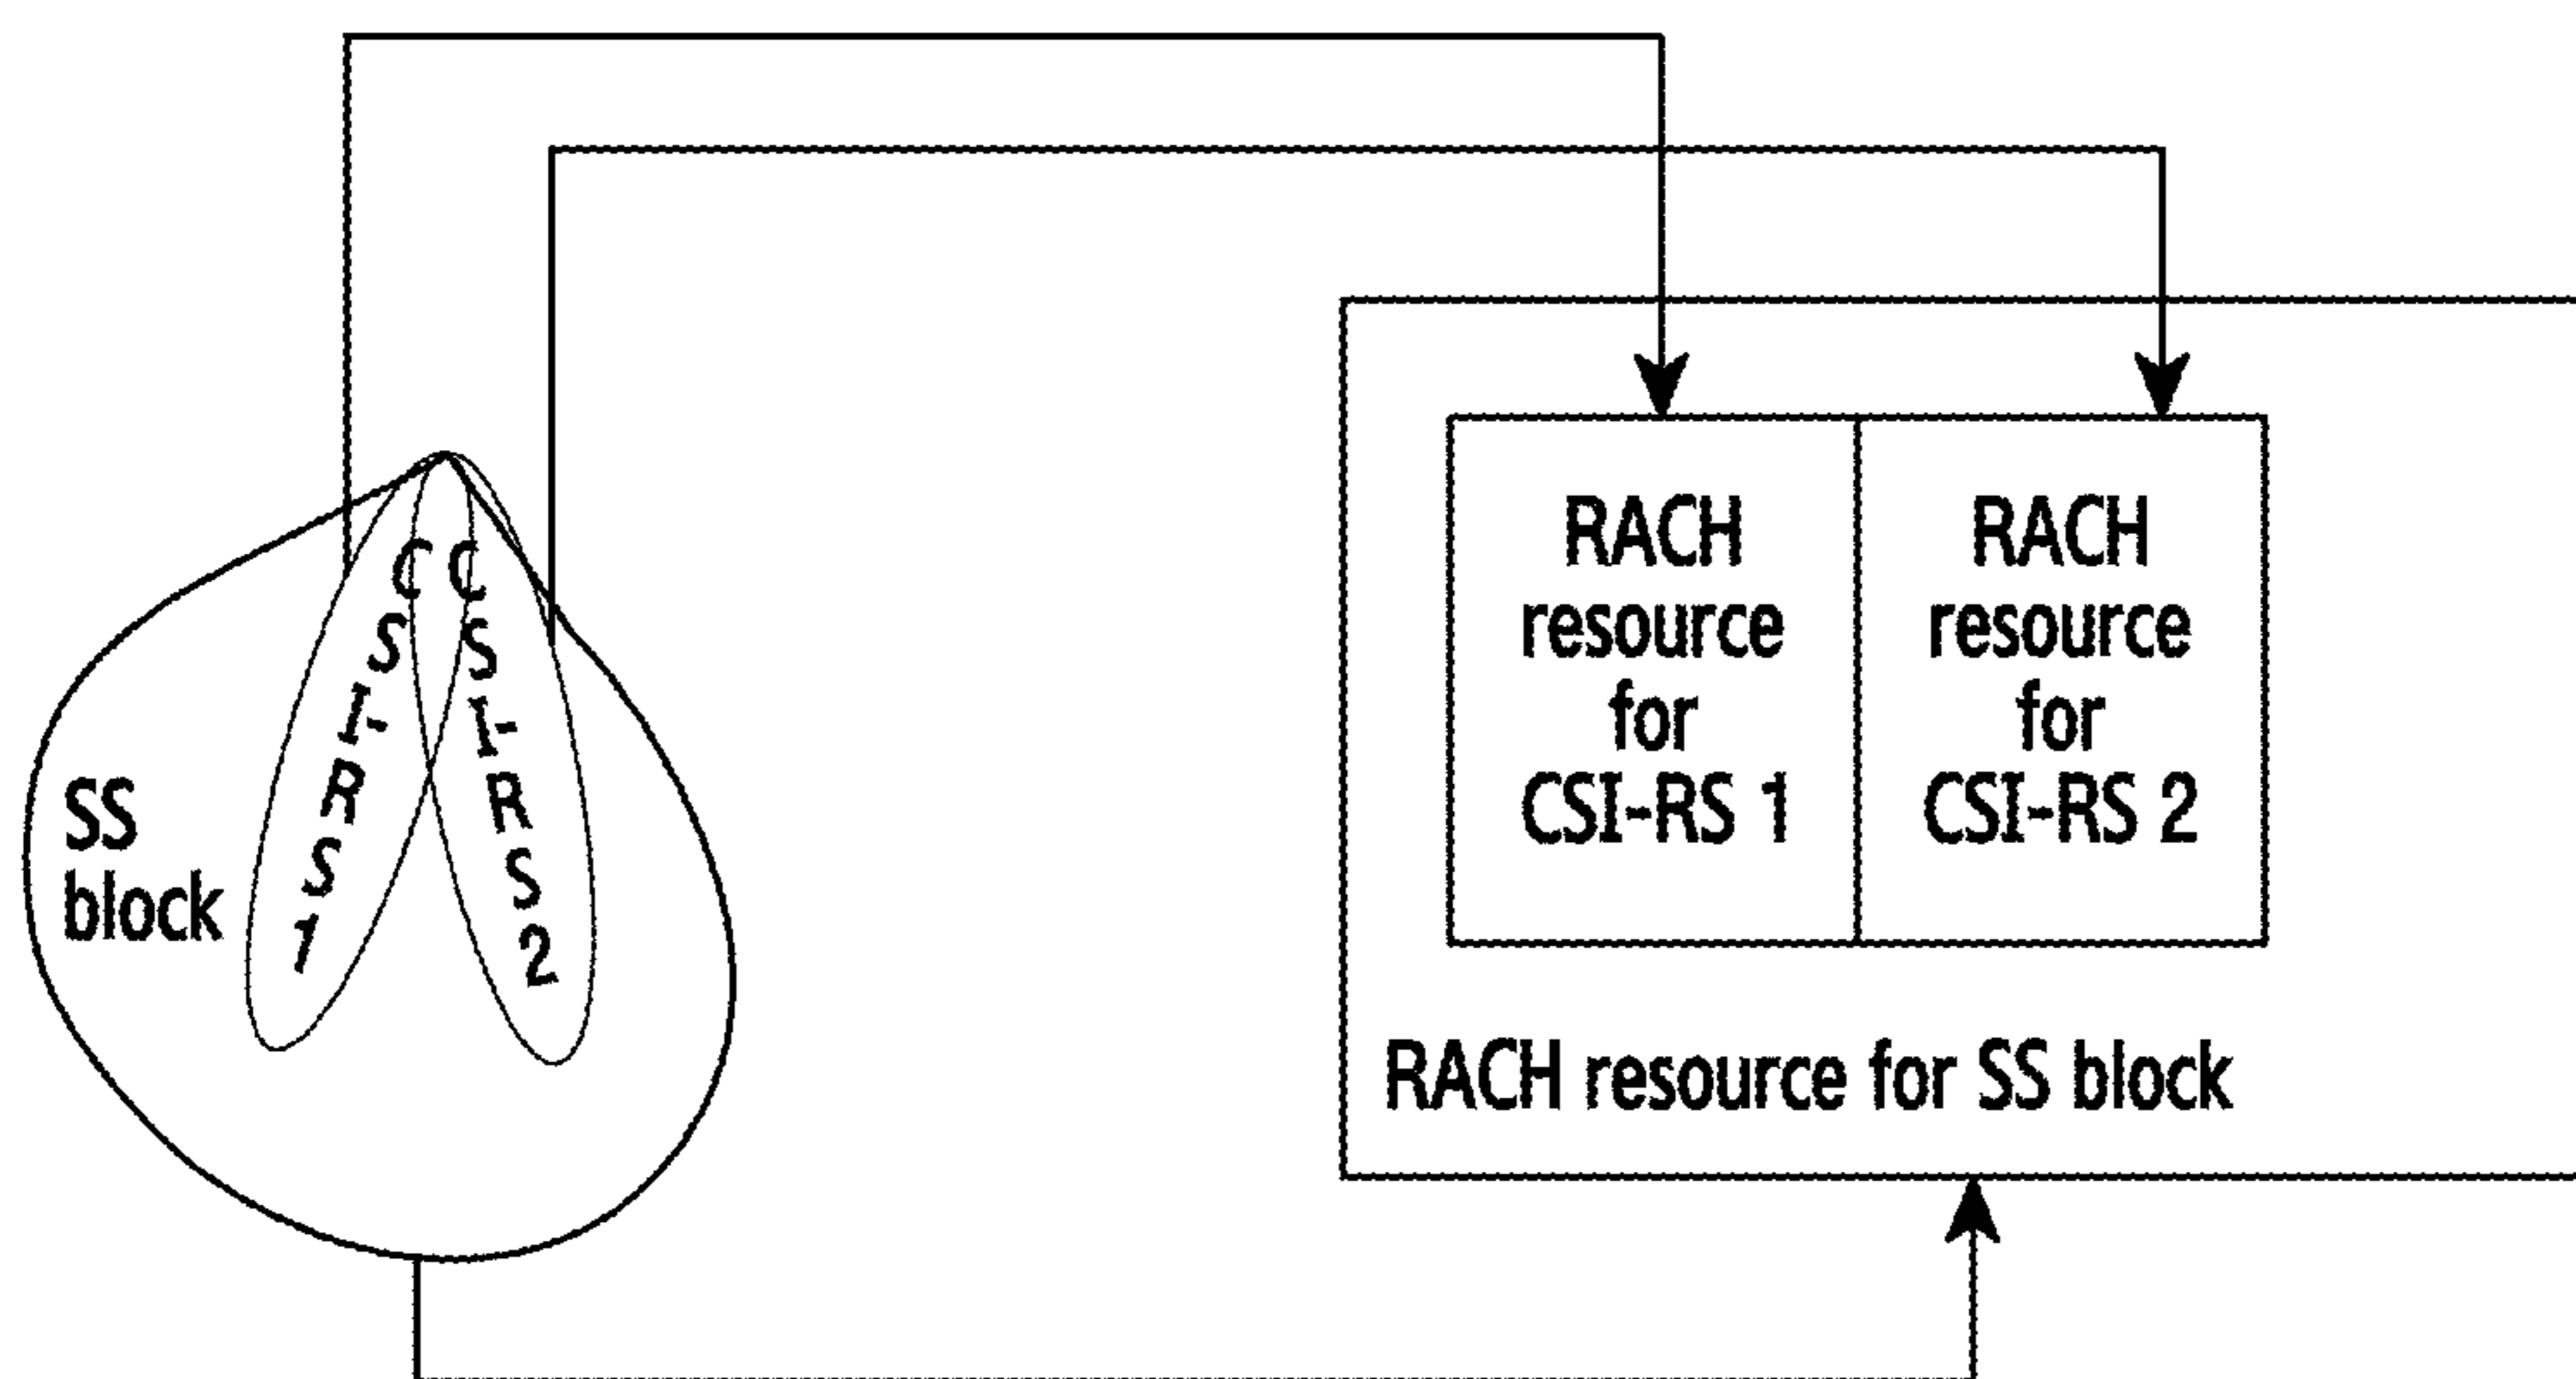 SS
block
CSI-RS 1
CSI-RS 2
RACH
resource
for
CSI-RS 1
RACH
resource
for
CSI-RS 2
RACH resource for SS block